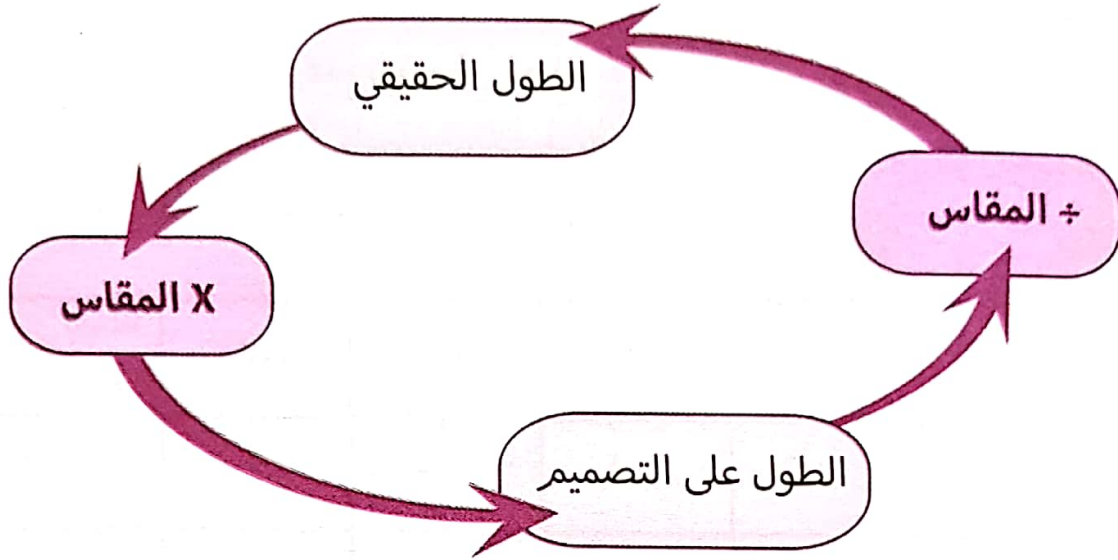 الطول الحقيقي
÷ المقاس
X المقاس
الطول على التصميم